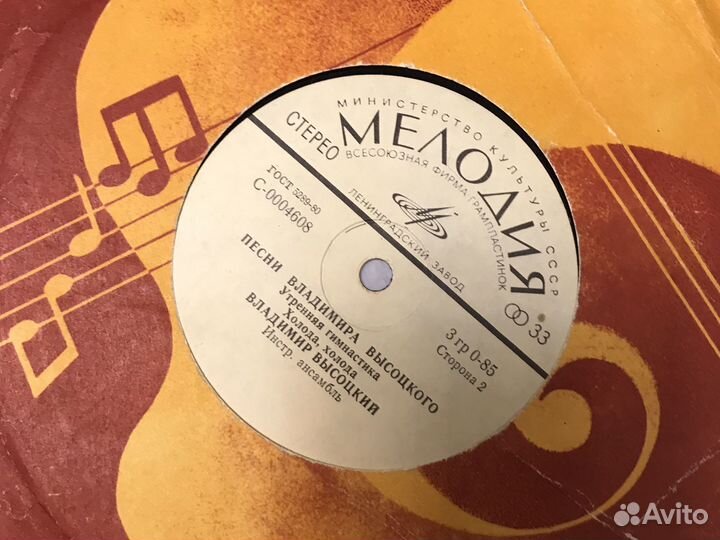 МИНИСТЕРСТВО КУЛЬТУРЫ СССР
МЕЛОДИЯ
ВСЕСОЮЗНАЯ ФИРМА ГРАМПЛАСТИНОК
ЛЕНИНГРАДСКИЙ ЗАВОД
СТЕРЕО
33
ГОСТ 5289-80
С-0004608
3 гр 0-85
Сторона 2
ПЕСНИ ВЛАДИМИРА ВЫСОЦКОГО
Утренняя гимнастика
Холода, холода
ВЛАДИМИР ВЫСОЦКИЙ
Инстр. ансамбль
Avito